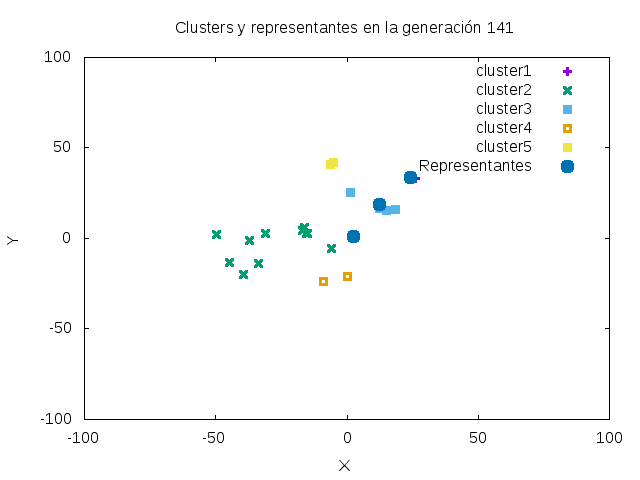 Clusters y representantes en la generación 141
100
50
0
-50
-100
-100
-50
0
50
100
Y
X
cluster1
cluster2
cluster3
cluster4
cluster5
Representantes